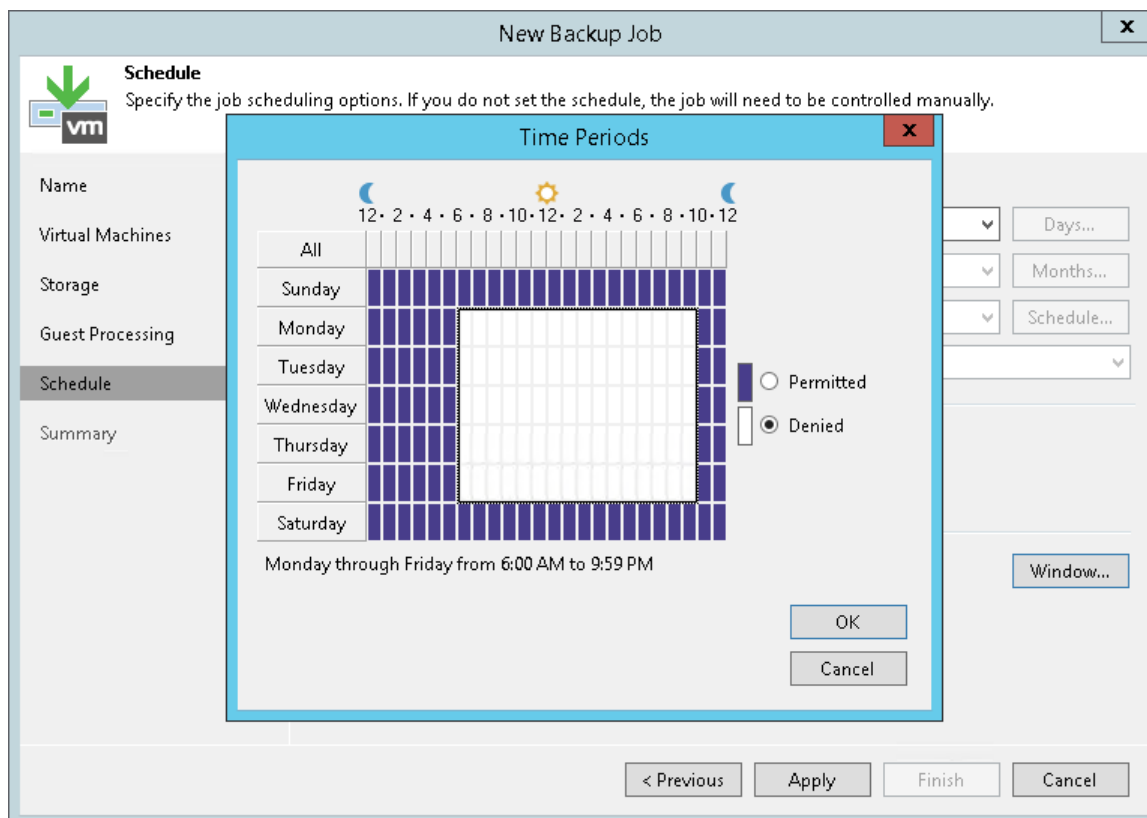 New Backup Job
x
Schedule
Specify the job scheduling options. If you do not set the schedule, the job will need to be controlled manually.
vm
Name
Virtual Machines
Storage
Guest Processing
Schedule
Summary
Time Periods
x
12 · 2 · 4 · 6 · 8 · 10 · 12 · 2 · 4 · 6 · 8 · 10 · 12
All
Sunday
Monday
Tuesday
Wednesday
Thursday
Friday
Saturday
Permitted
Denied
Monday through Friday from 6:00 AM to 9:59 PM
OK
Cancel
Days...
Months...
Schedule...
Window...
< Previous
Apply
Finish
Cancel